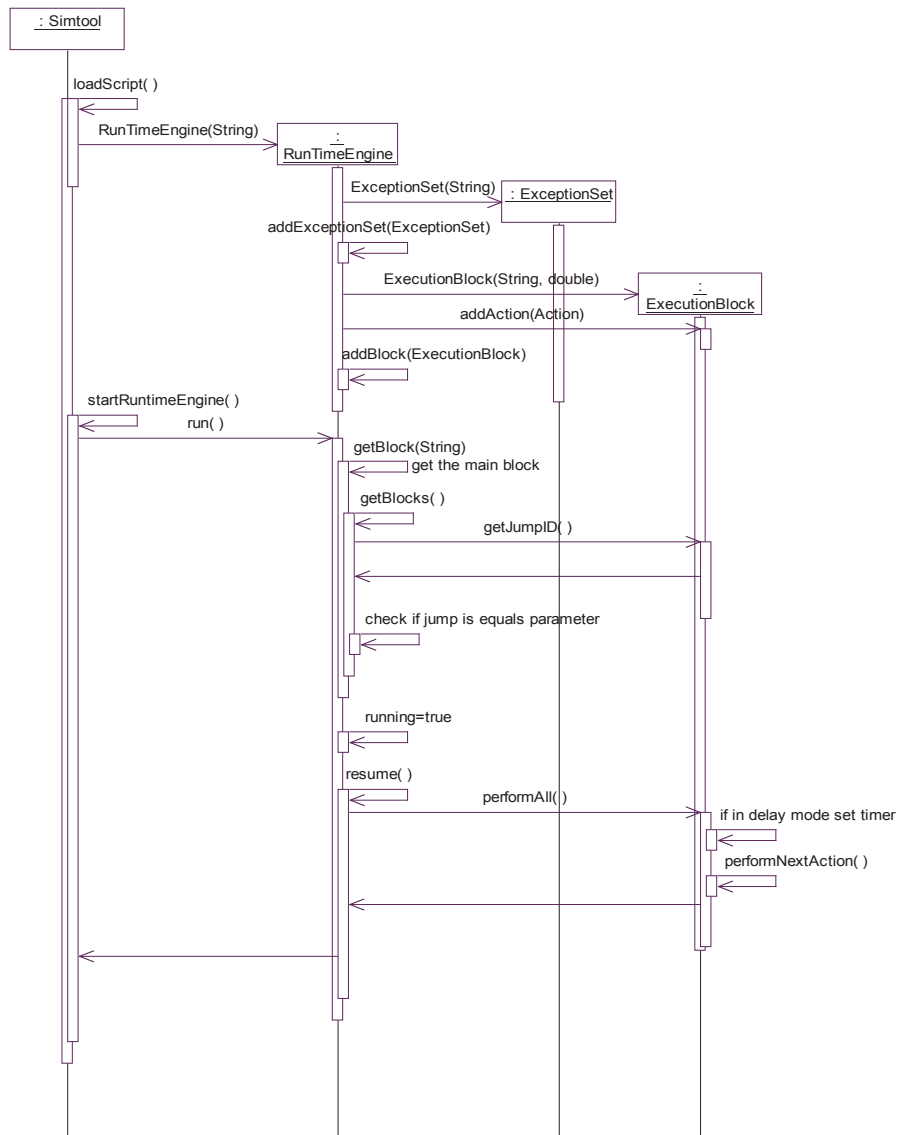 : Simtool
loadScript( )
RunTimeEngine(String)
:
RunTimeEngine
ExceptionSet(String)
: ExceptionSet
addExceptionSet(ExceptionSet)
ExecutionBlock(String, double)
:
ExecutionBlock
addAction(Action)
addBlock(ExecutionBlock)
startRuntimeEngine( )
run( )
getBlock(String)
get the main block
getBlocks( )
getJumpID( )
check if jump is equals parameter
running=true
resume( )
performAll( )
if in delay mode set timer
performNextAction( )